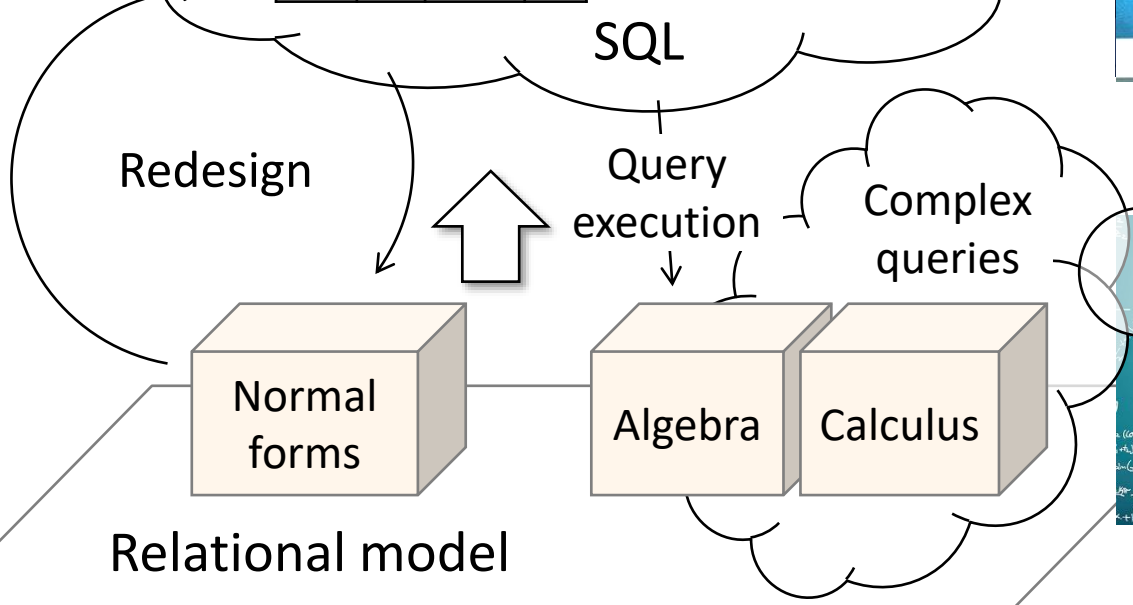 SQL
Redesign
Query
execution
Complex
queries
Normal
forms
Algebra
Calculus
Relational model